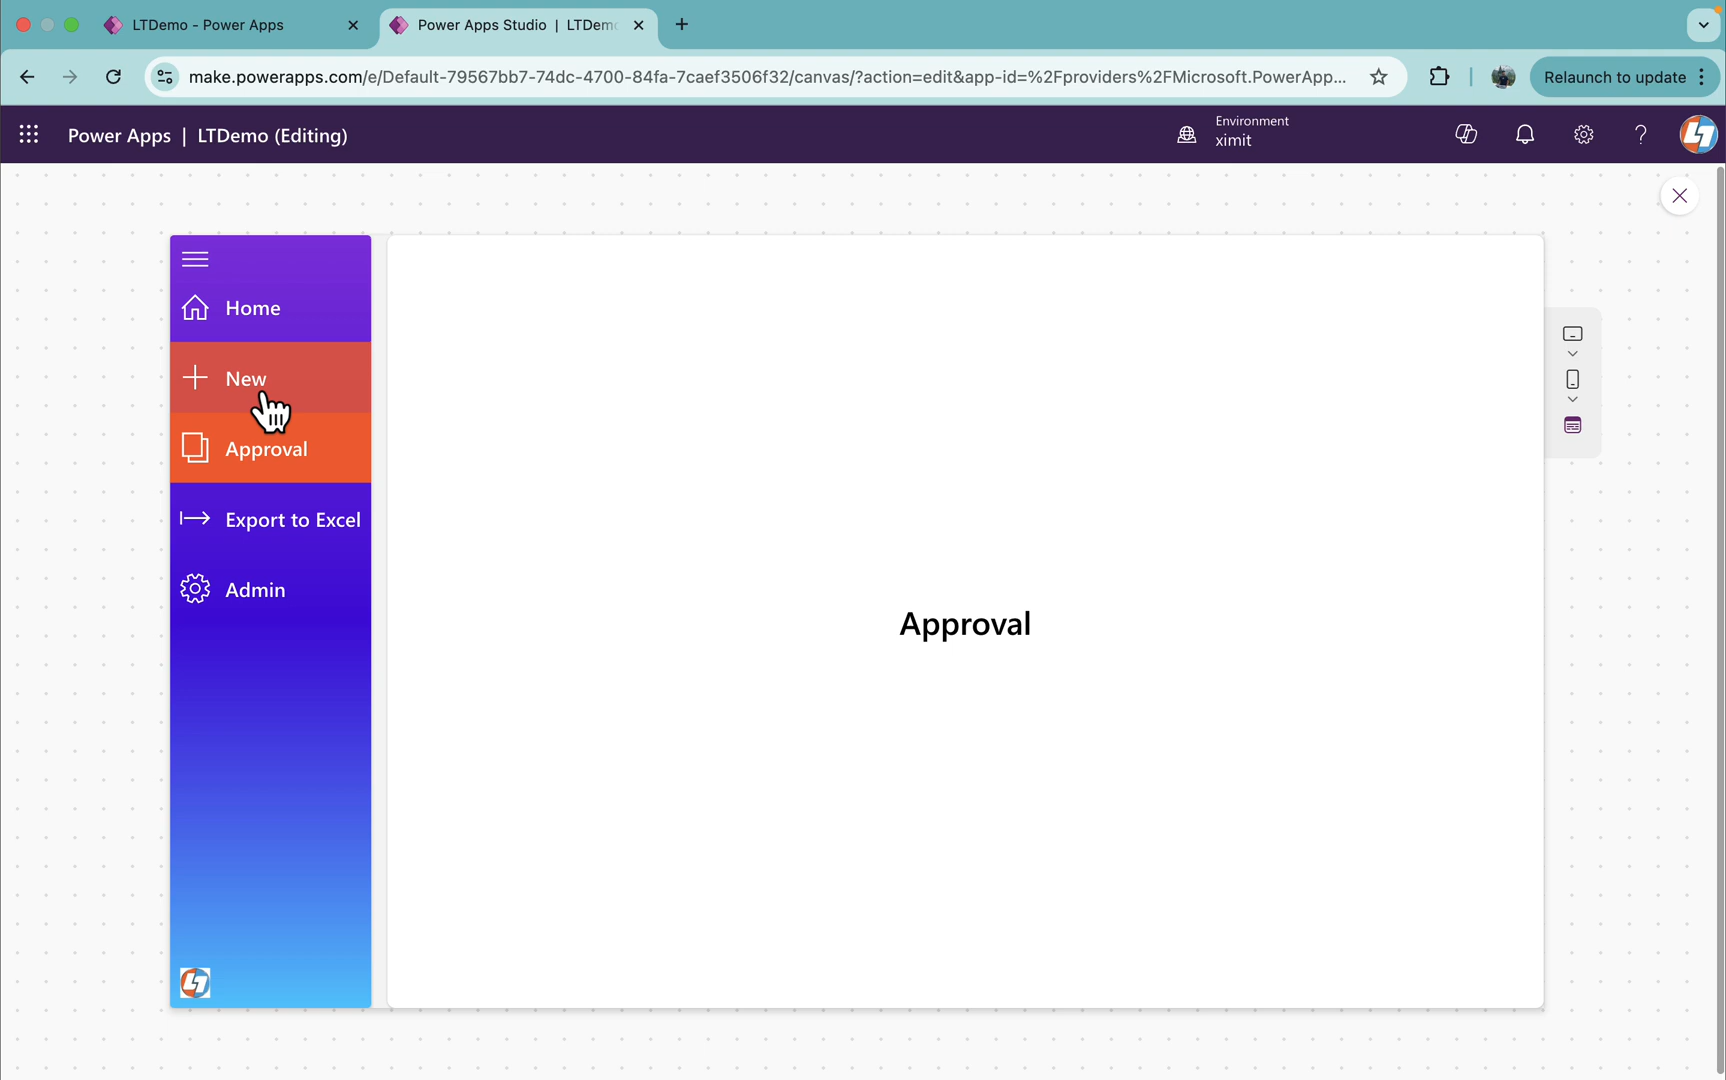 LTDemo - Power Apps
Power Apps Studio | LTDem
make.powerapps.com/e/Default-79567bb7-74dc-4700-84fa-7caef3506f32/canvas/?action=edit&app-id=%2Fproviders%2FMicrosoft.PowerApp...
Relaunch to update
Power Apps | LTDemo (Editing)
Environment
ximit
Home
New
Approval
Export to Excel
Admin
Approval